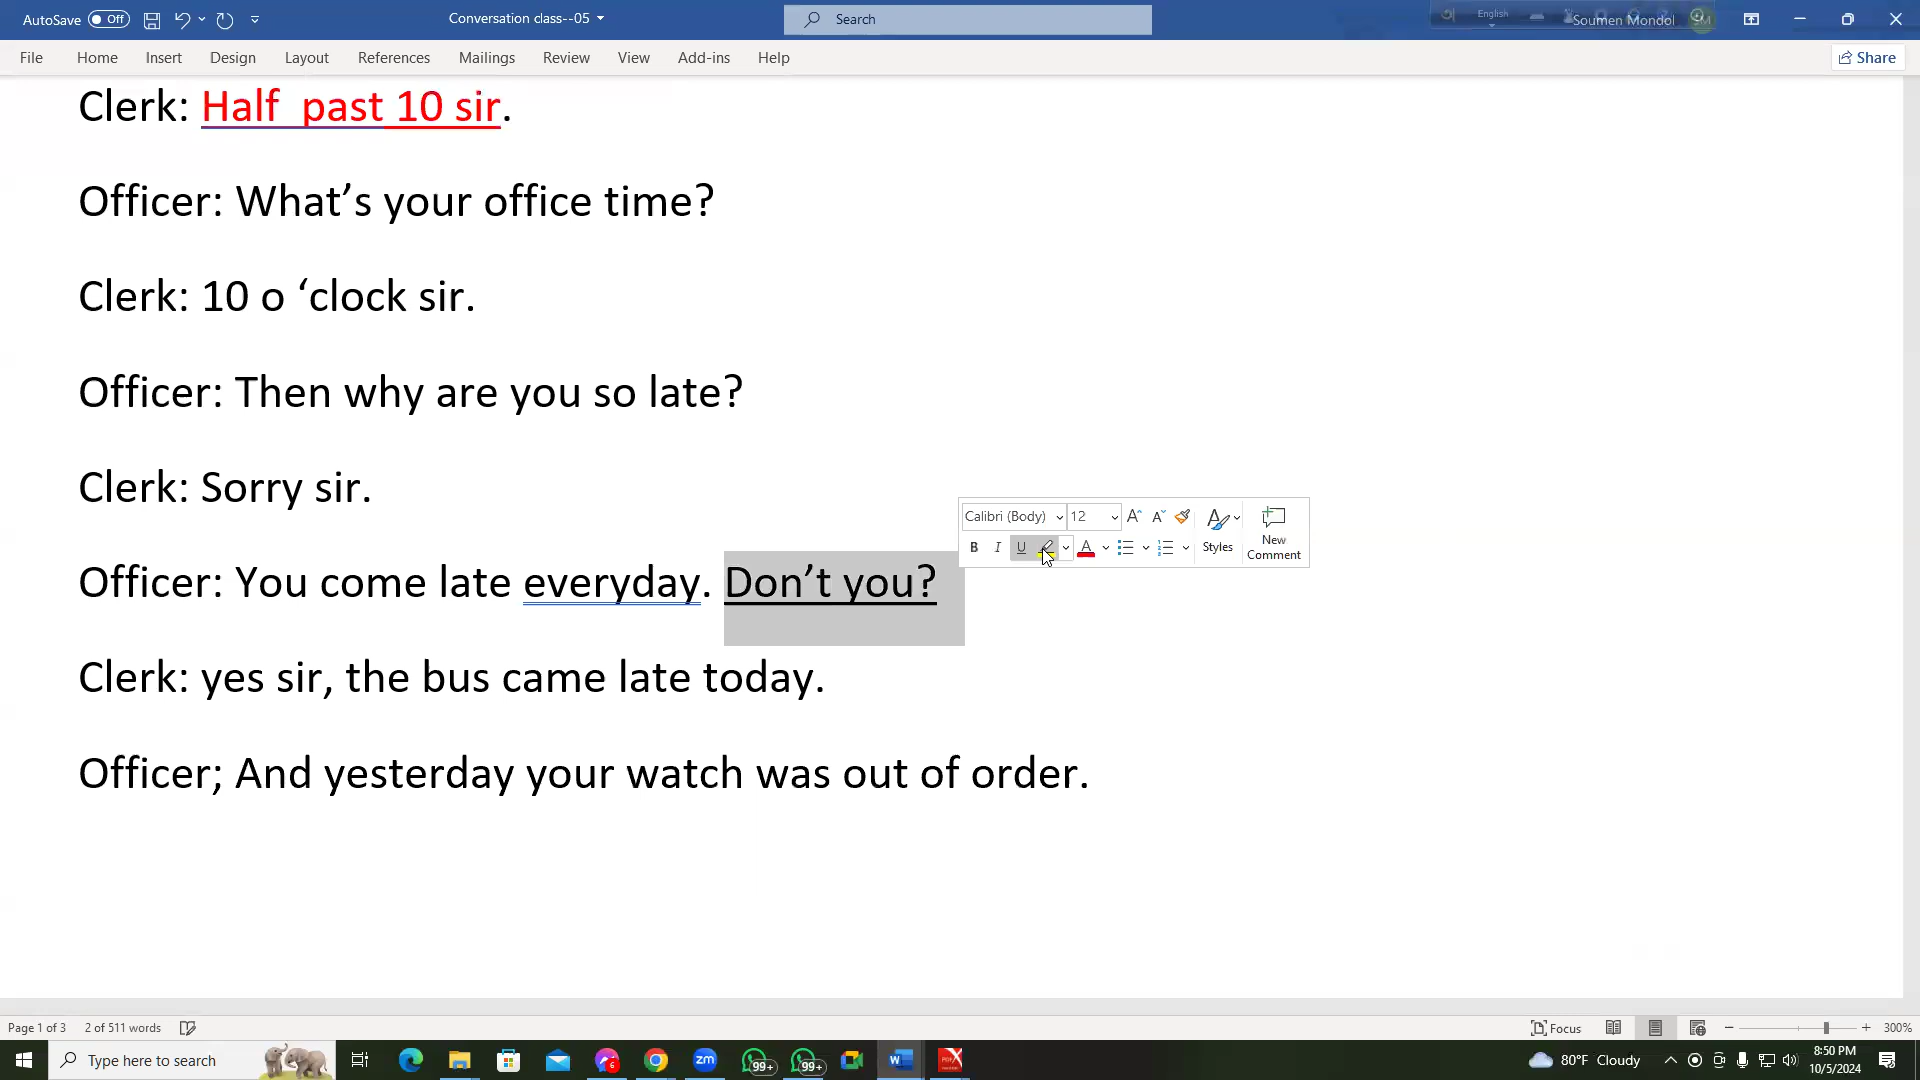 AutoSave Off Conversation class--05 Search English Soumen Mondol
File Home Insert Design Layout References Mailings Review View Add-ins Help Share
Clerk: Half  past 10 sir.
Officer: What’s your office time?
Clerk: 10 o ‘clock sir.
Officer: Then why are you so late?
Clerk: Sorry sir.
Calibri (Body) 12 Styles New Comment
B I U A
Officer: You come late everyday. Don’t you?
Clerk: yes sir, the bus came late today.
Officer; And yesterday your watch was out of order.
Page 1 of 3 2 of 511 words Focus 300%
Type here to search zm 6 99+ 99+ 80°F Cloudy 8:50 PM
10/5/2024